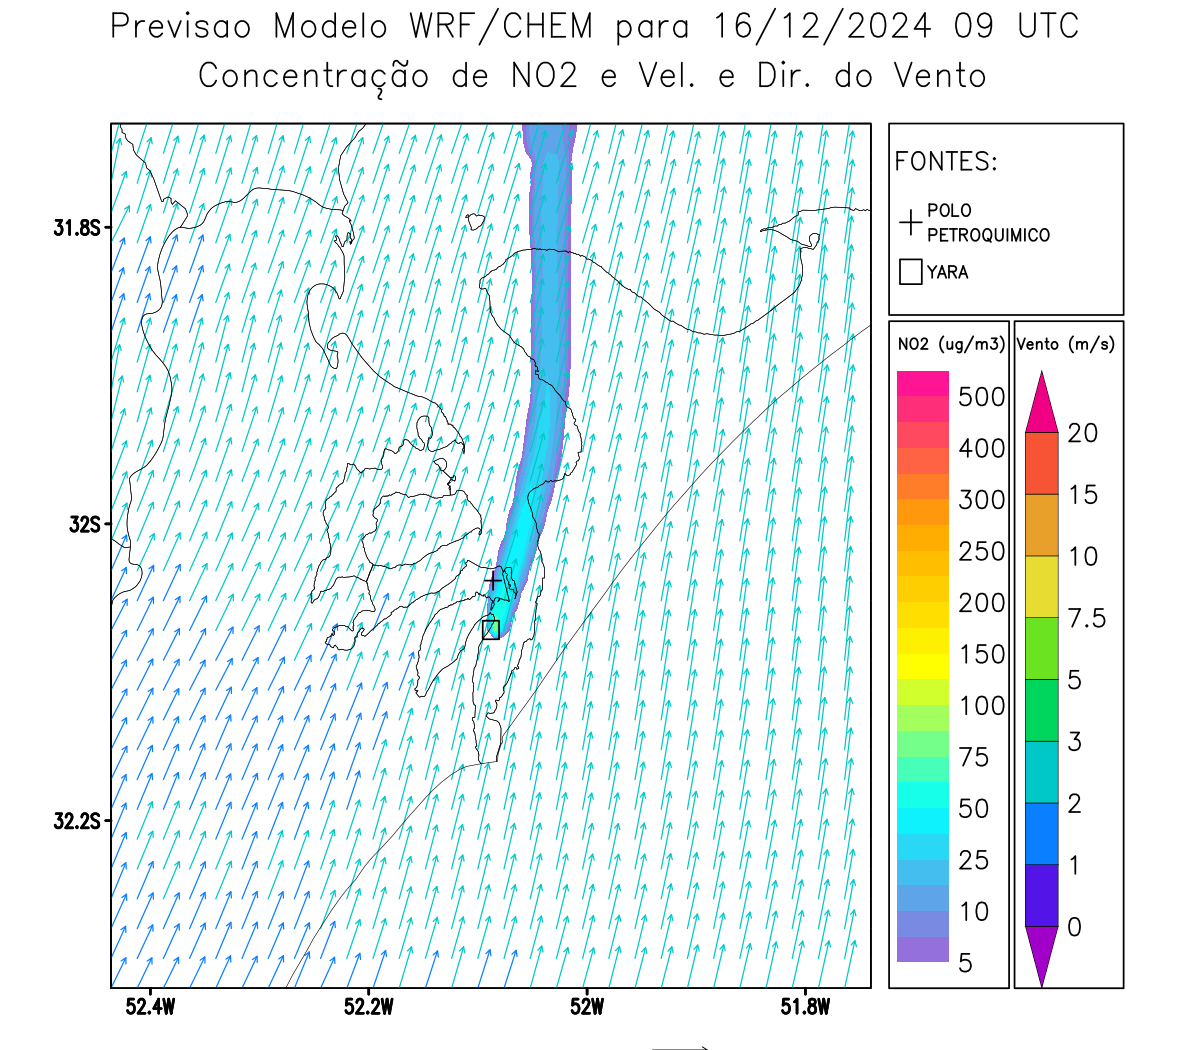 Previsao Modelo WRF/CHEM para 16/12/2024 09 UTC
Concentração de NO2 e Vel. e Dir. do Vento
FONTES:
POLO
PETROQUIMICO
YARA
31.8S
32S
32.2S
52.4W
52.2W
52W
51.8W
NO2 (ug/m3)
500
400
300
250
200
150
100
75
50
25
10
5
Vento (m/s)
20
15
10
7.5
5
3
2
1
0